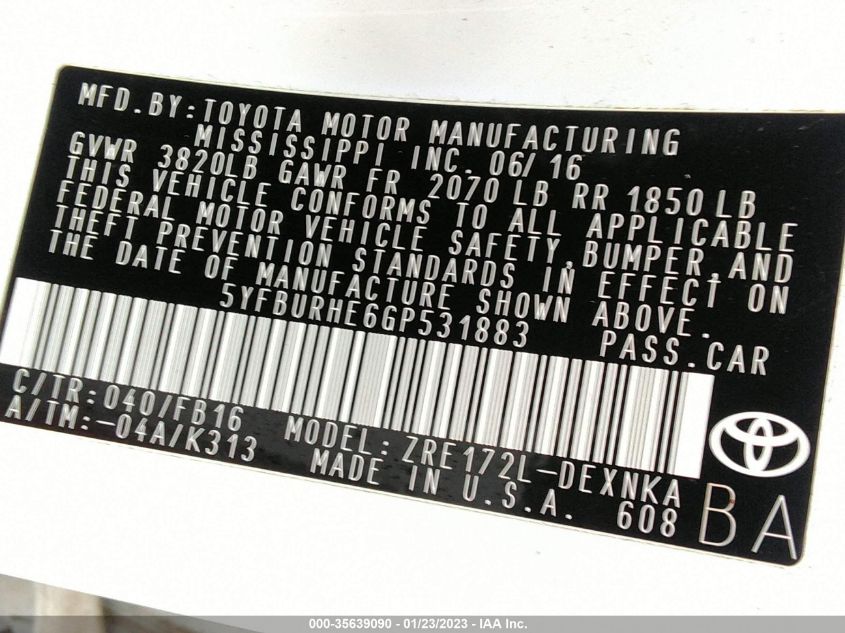 MFD.BY:TOYOTA MOTOR MANUFACTURING
MISSISSIPPI INC. 06/16
GVWR 3820LB GAWR FR 2070 LB RR 1850LB
THIS VEHICLE CONFORMS TO ALL APPLICABLE
FEDERAL MOTOR VEHICLE SAFETY,BUMPER,AND
THEFT PREVENTION STANDARDS IN EFFECT ON
THE DATE OF MANUFACTURE SHOWN ABOVE.
5YFBURHE6GP531883 PASS.CAR
C/TR:040/FB16 MODEL:ZRE172L-DEXNKA
A/TM:-04A/K313 MADE IN U.S.A. 608
BA
000-35639090 - 01/23/2023 - IAA Inc.